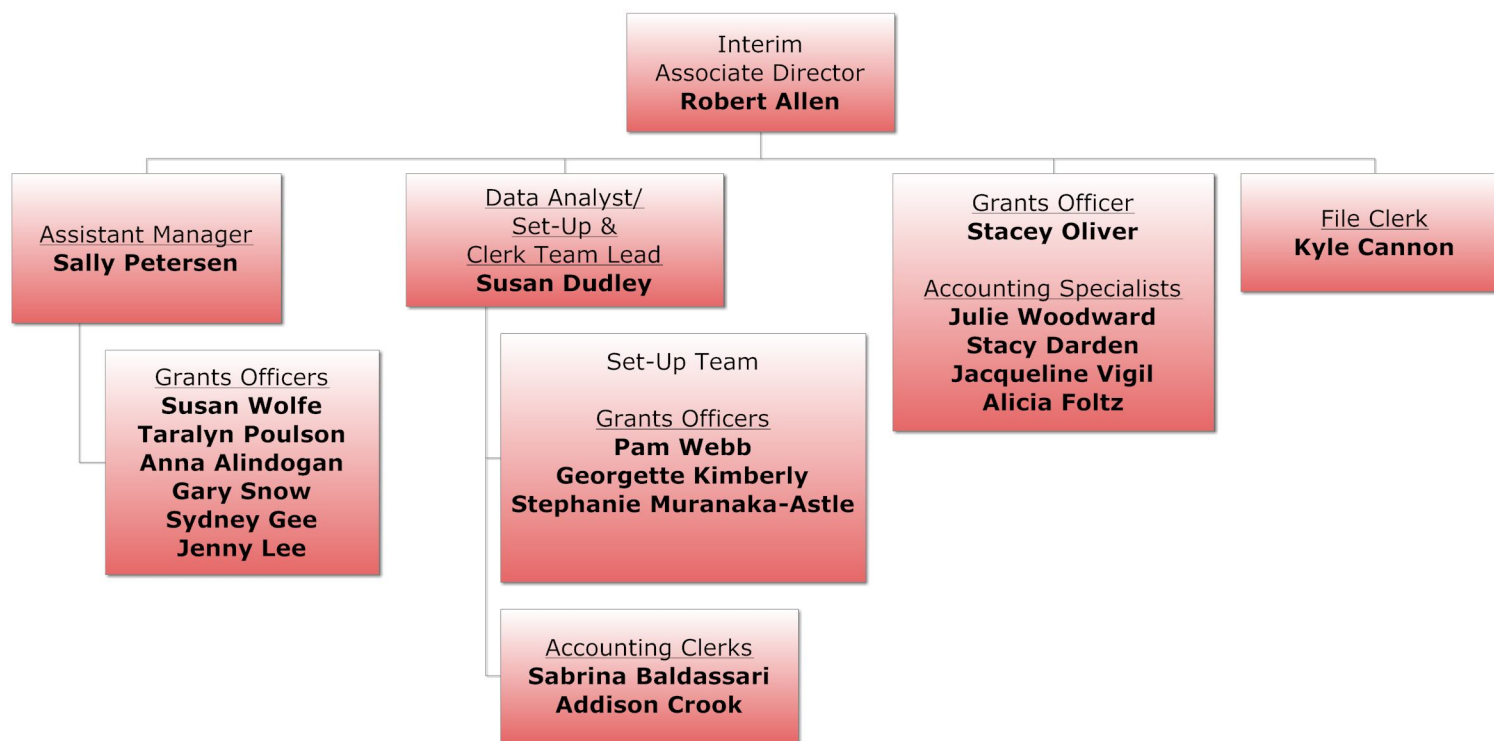 Interim
Associate Director
Robert Allen
Assistant Manager
Sally Petersen
Grants Officers
Susan Wolfe
Taralyn Poulson
Anna Alindogan
Gary Snow
Sydney Gee
Jenny Lee
Data Analyst/
Set-Up &
Clerk Team Lead
Susan Dudley
Set-Up Team
Grants Officers
Pam Webb
Georgette Kimberly
Stephanie Muranaka-Astle
Accounting Clerks
Sabrina Baldassari
Addison Crook
Grants Officer
Stacey Oliver
Accounting Specialists
Julie Woodward
Stacy Darden
Jacqueline Vigil
Alicia Foltz
File Clerk
Kyle Cannon